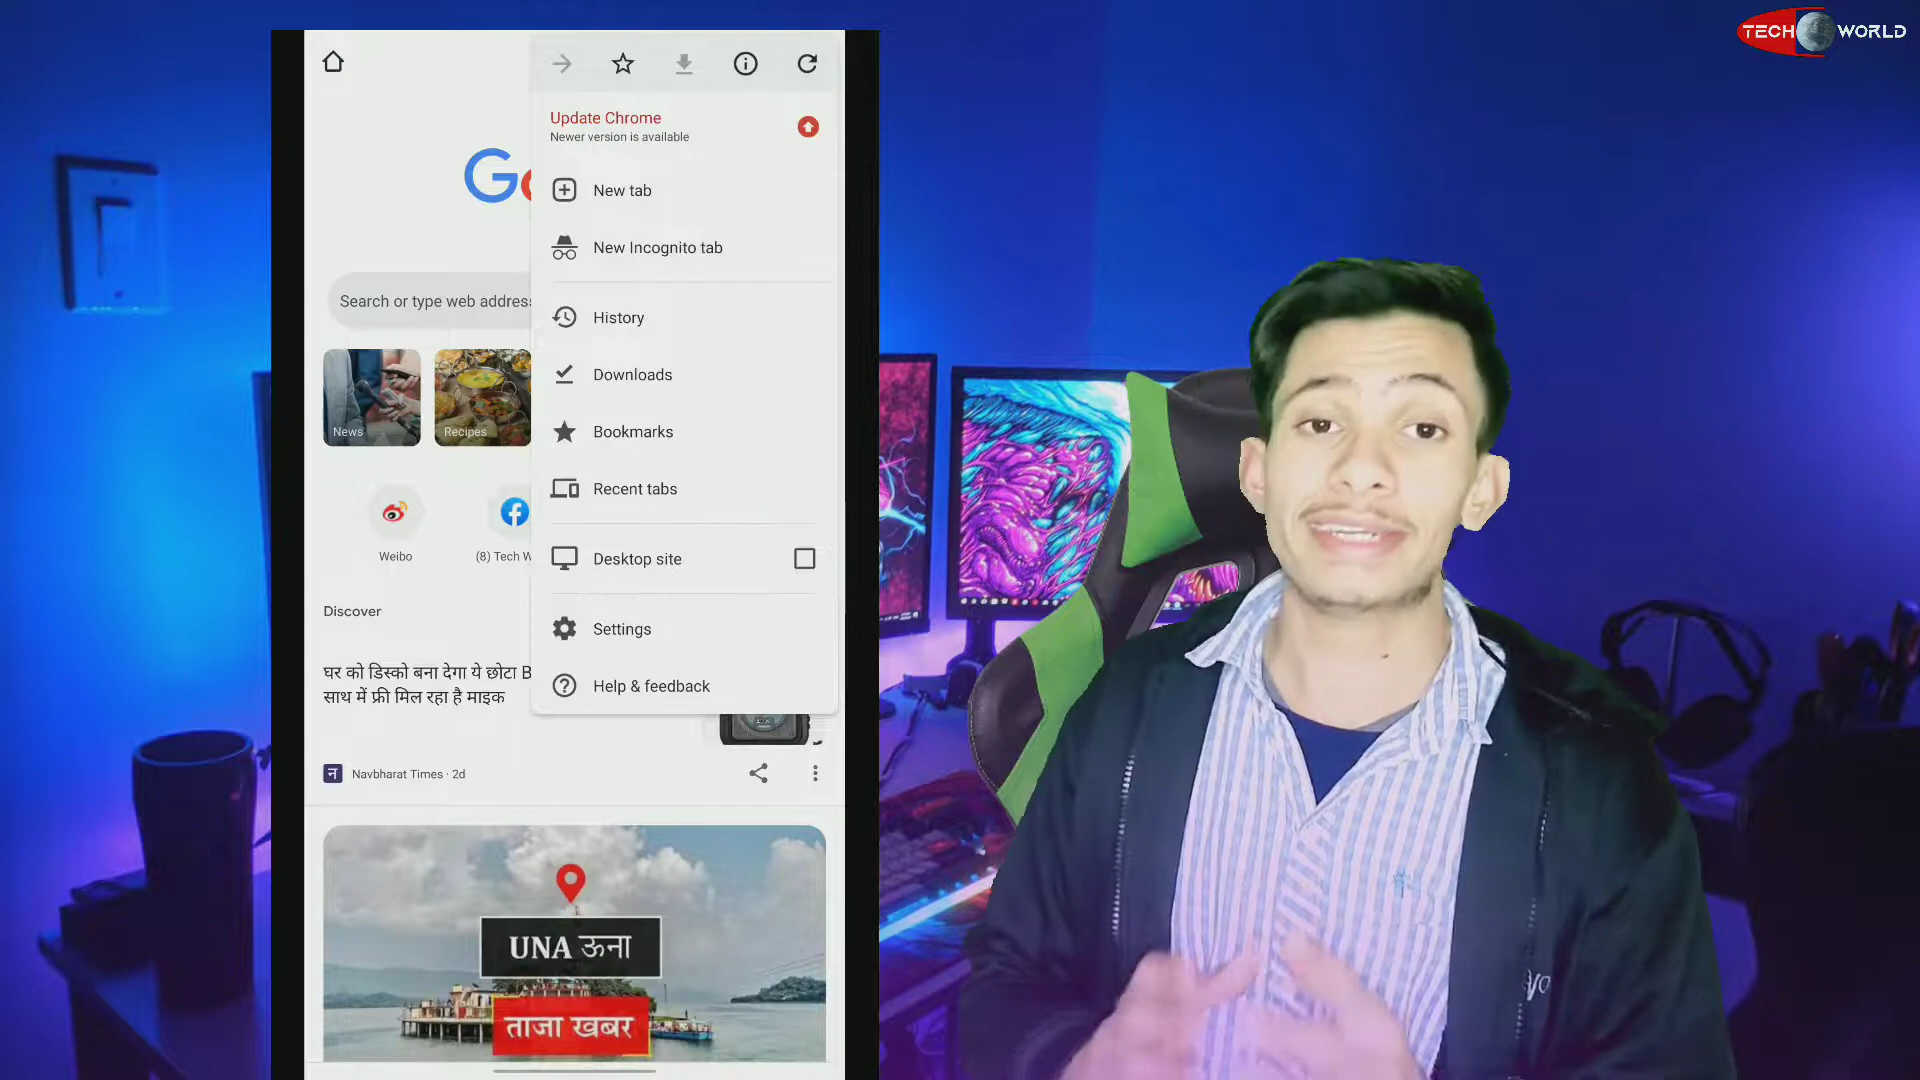 TECH WORLD
Update Chrome
Newer version is available
New tab
New Incognito tab
Search or type web address
History
Downloads
News
Recipes
Bookmarks
Recent tabs
Weibo
(8) Tech W
Desktop site
Discover
Settings
घर को डिस्को बना देगा ये छोटा B
साथ में फ्री मिल रहा है माइक
Help & feedback
न Navbharat Times · 2d
UNA ऊना
ताजा खबर